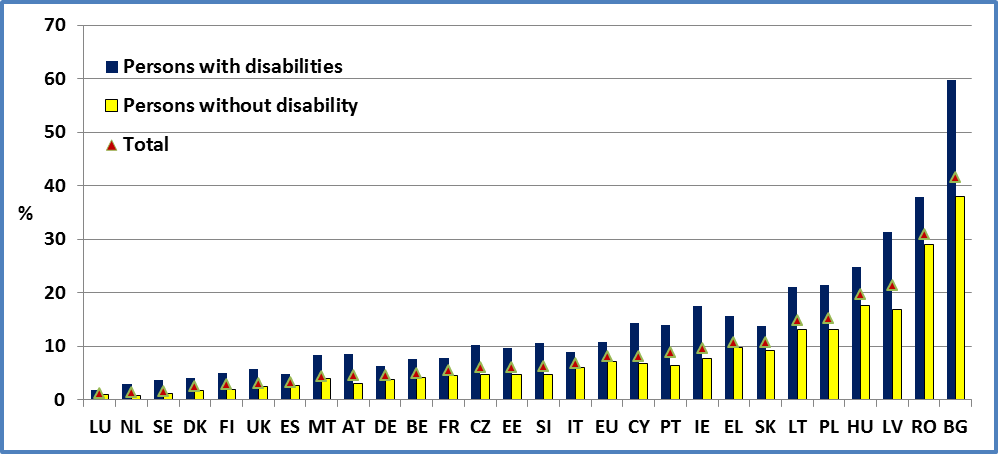 70
60
50
40
30
20
10
0
%
Persons with disabilities
Persons without disability
Total
LU NL SE DK FI UK ES MT AT DE BE FR CZ EE SI IT EU CY PT IE EL SK LT PL HU LV RO BG